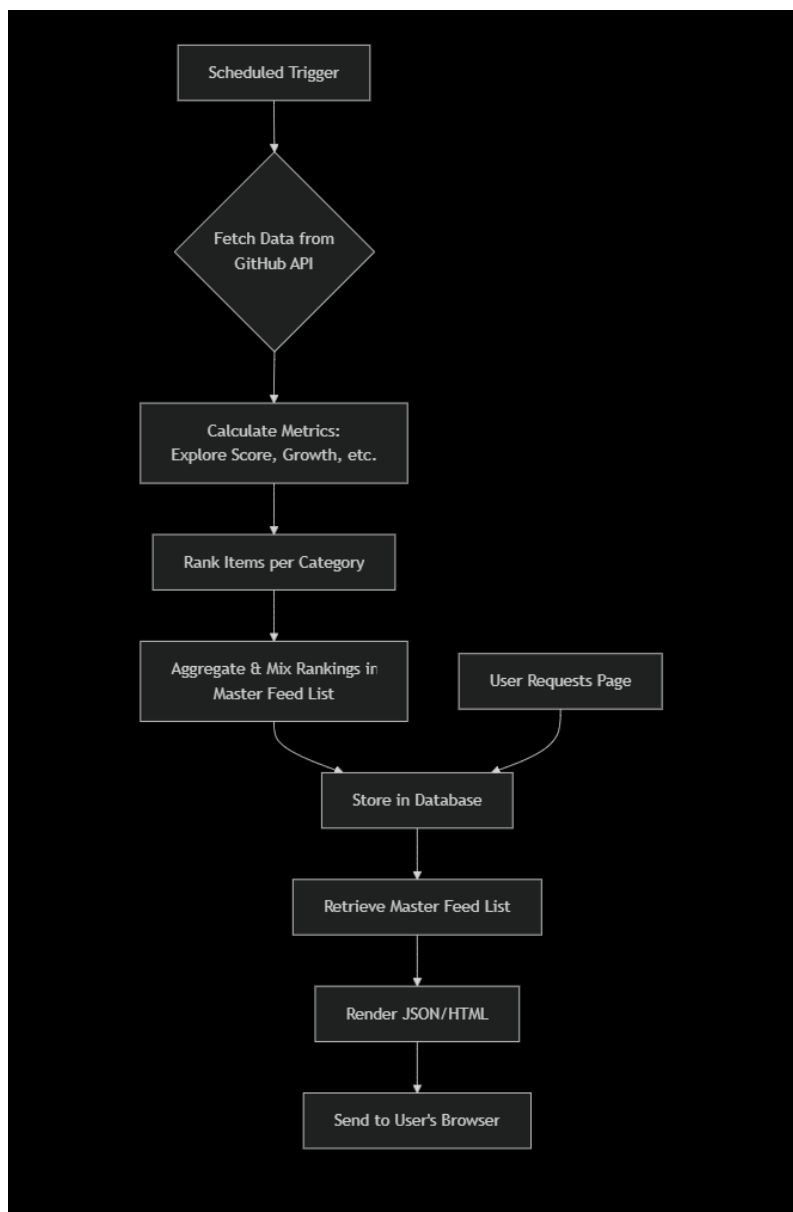 Scheduled Trigger
Fetch Data from
GitHub API
Calculate Metrics:
Explore Score, Growth, etc.
Rank Items per Category
Aggregate & Mix Rankings in
Master Feed List
User Requests Page
Store in Database
Retrieve Master Feed List
Render JSON/HTML
Send to User's Browser